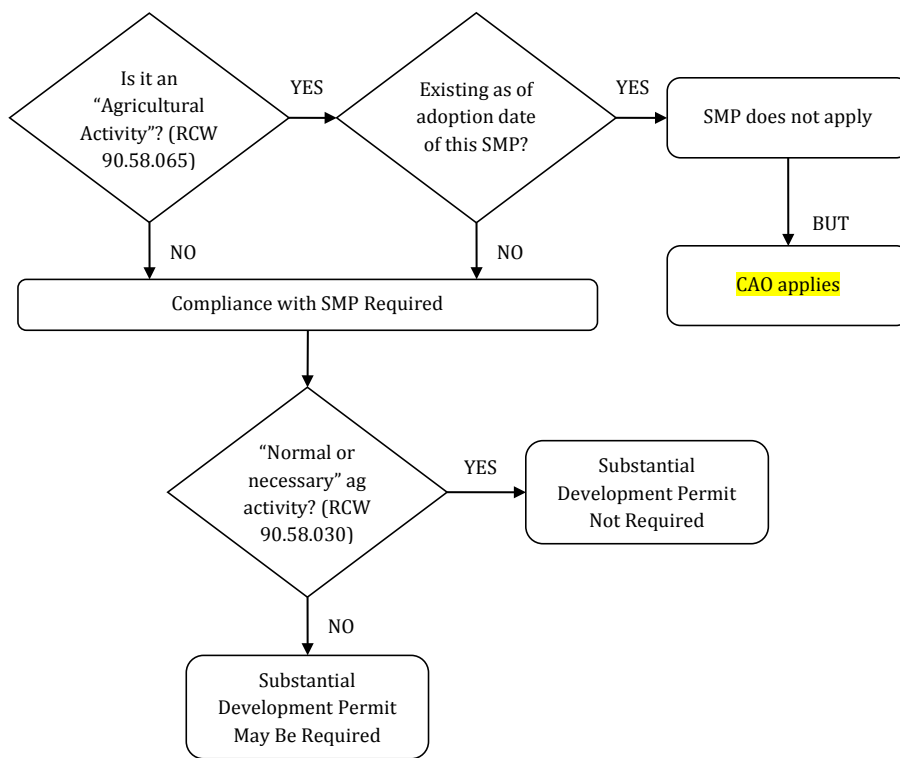 Is it an
“Agricultural
Activity”? (RCW
90.58.065)
YES
Existing as of
adoption date
of this SMP?
YES
SMP does not apply
BUT
CAO applies
NO
NO
Compliance with SMP Required
“Normal or
necessary” ag
activity? (RCW
90.58.030)
YES
Substantial
Development Permit
Not Required
NO
Substantial
Development Permit
May Be Required